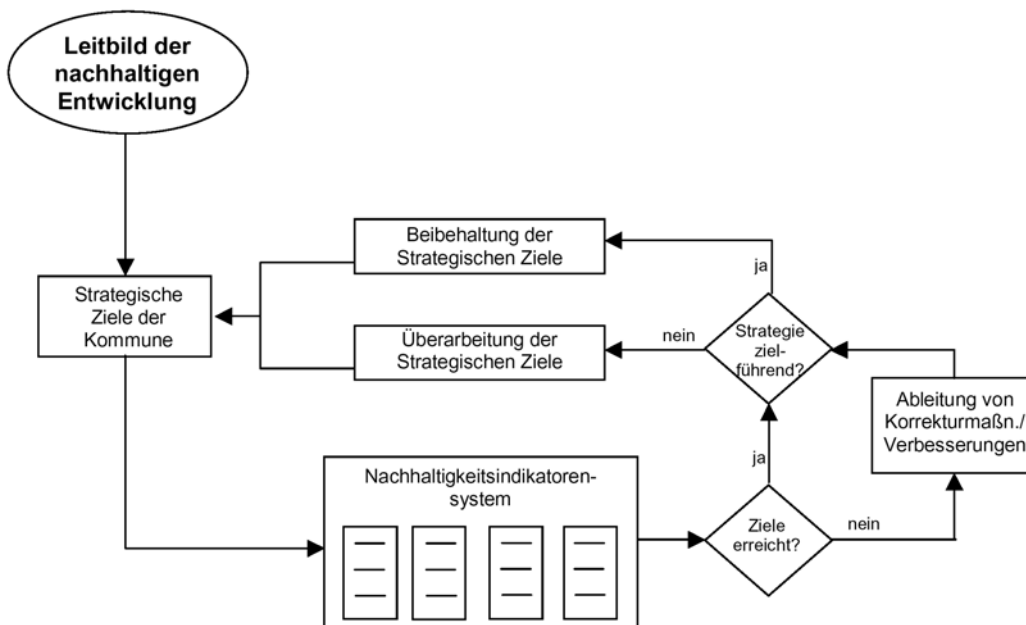 Leitbild der
nachhaltigen
Entwicklung
Beibehaltung der
Strategischen Ziele
ja
Strategische
Ziele der
Kommune
Überarbeitung der
Strategischen Ziele
nein
Strategie
ziel-
führend?
Ableitung von
Korrekturmaßn./
Verbesserungen
ja
Nachhaltigkeitsindikatoren-
system
Ziele
erreicht?
nein